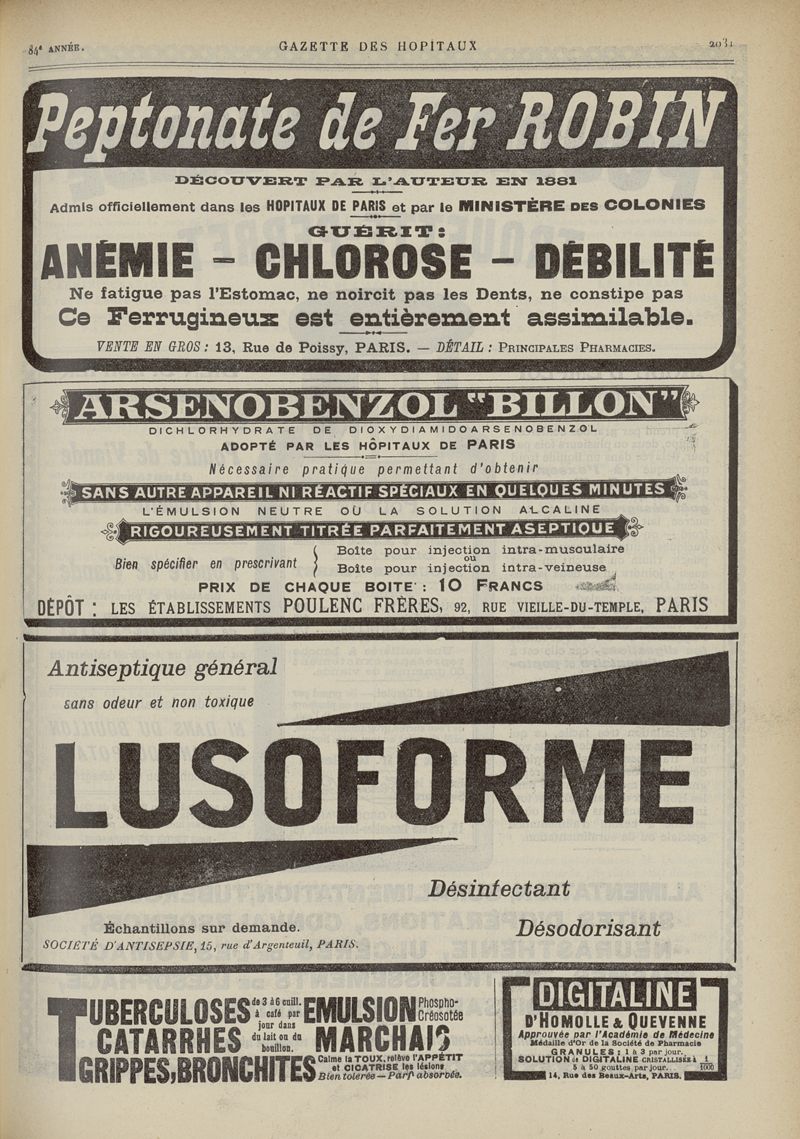 84e ANNÉE.
GAZETTE DES HOPITAUX
2031
Peptonate de Fer ROBIN
DÉCOUVERT PAR L'AUTEUR EN 1881
Admis officiellement dans les HOPITAUX DE PARIS et par le MINISTÈRE DES COLONIES
GUÉRIT :
ANÉMIE - CHLOROSE - DÉBILITÉ
Ne fatigue pas l'Estomac, ne noircit pas les Dents, ne constipe pas
Ce Ferrugineux est entièrement assimilable.
VENTE EN GROS : 13, Rue de Poissy, PARIS. — DÉTAIL : PRINCIPALES PHARMACIES.
ARSENOBENZOL "BILLON"
DICHLORHYDRATE DE DIOXYDIAMIDOARSENOBENZOL
ADOPTÉ PAR LES HÔPITAUX DE PARIS
Nécessaire pratique permettant d'obtenir
SANS AUTRE APPAREIL NI RÉACTIF SPÉCIAUX EN QUELQUES MINUTES
L'ÉMULSION NEUTRE OU LA SOLUTION ALCALINE
RIGOUREUSEMENT TITRÉE PARFAITEMENT ASEPTIQUE
Bien spécifier en prescrivant
Boîte pour injection intra-musculaire
ou
Boîte pour injection intra-veineuse
PRIX DE CHAQUE BOITE : 10 FRANCS
DÉPÔT : LES ÉTABLISSEMENTS POULENC FRÈRES, 92, RUE VIEILLE-DU-TEMPLE, PARIS
Antiseptique général
sans odeur et non toxique
LUSOFORME
Désinfectant
Désodorisant
Échantillons sur demande.
SOCIÉTÉ D'ANTISEPSIE, 15, rue d'Argenteuil, PARIS.
TUBERCULOSES
CATARRHES
GRIPPES, BRONCHITES
de 3 à 6 cuill.
à café par
jour dans
du lait ou du
bouillon.
EMULSION Phospho-Créosotée
MARCHAIS
Calme la TOUX, relève l'APPÉTIT
et CICATRISE les lésions
Bien tolérée — Parft absorbée.
DIGITALINE
D'HOMOLLE & QUEVENNE
Approuvée par l'Académie de Médecine
Médaille d'Or de la Société de Pharmacie
GRANULES : 1 à 3 par jour.
SOLUTION de DIGITALINE CRISTALLISÉE à 1/1000
5 à 50 gouttes par jour.
14, Rue des Beaux-Arts, PARIS.